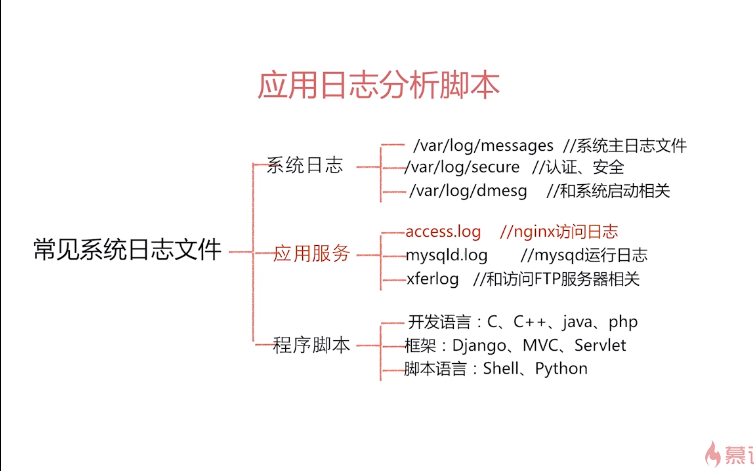 应用日志分析脚本
常见系统日志文件
系统日志
/var/log/messages //系统主日志文件
/var/log/secure //认证、安全
/var/log/dmesg //和系统启动相关
应用服务
access.log //nginx访问日志
mysqld.log //mysqd运行日志
xferlog //和访问FTP服务器相关
程序脚本
开发语言：C、C++、java、php
框架：Django、MVC、Servlet
脚本语言：Shell、Python
慕